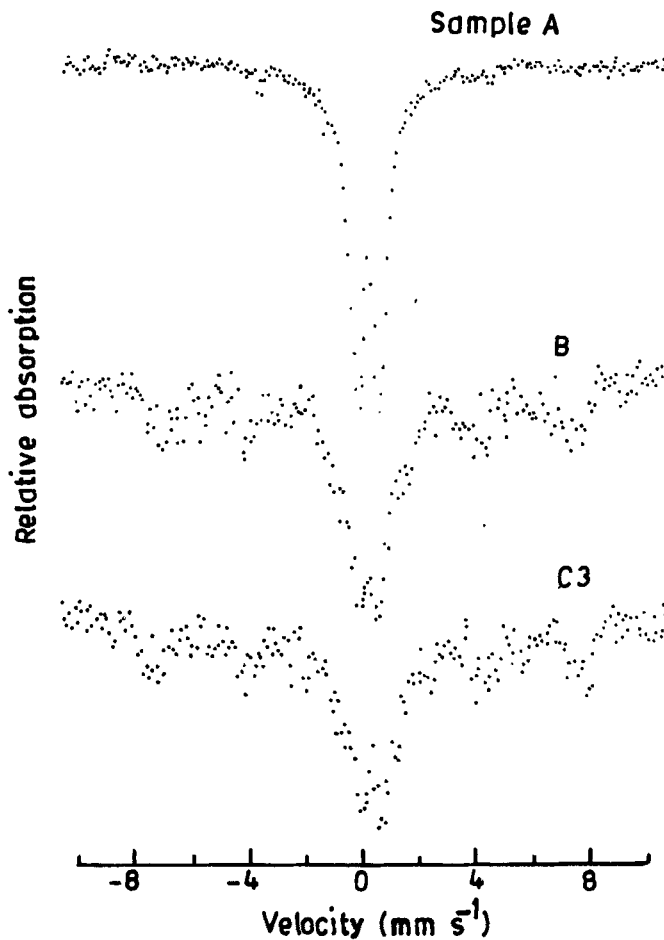 Sample A
Relative absorption
B
C3
-8 -4 0 4 8
Velocity (mm s⁻¹)